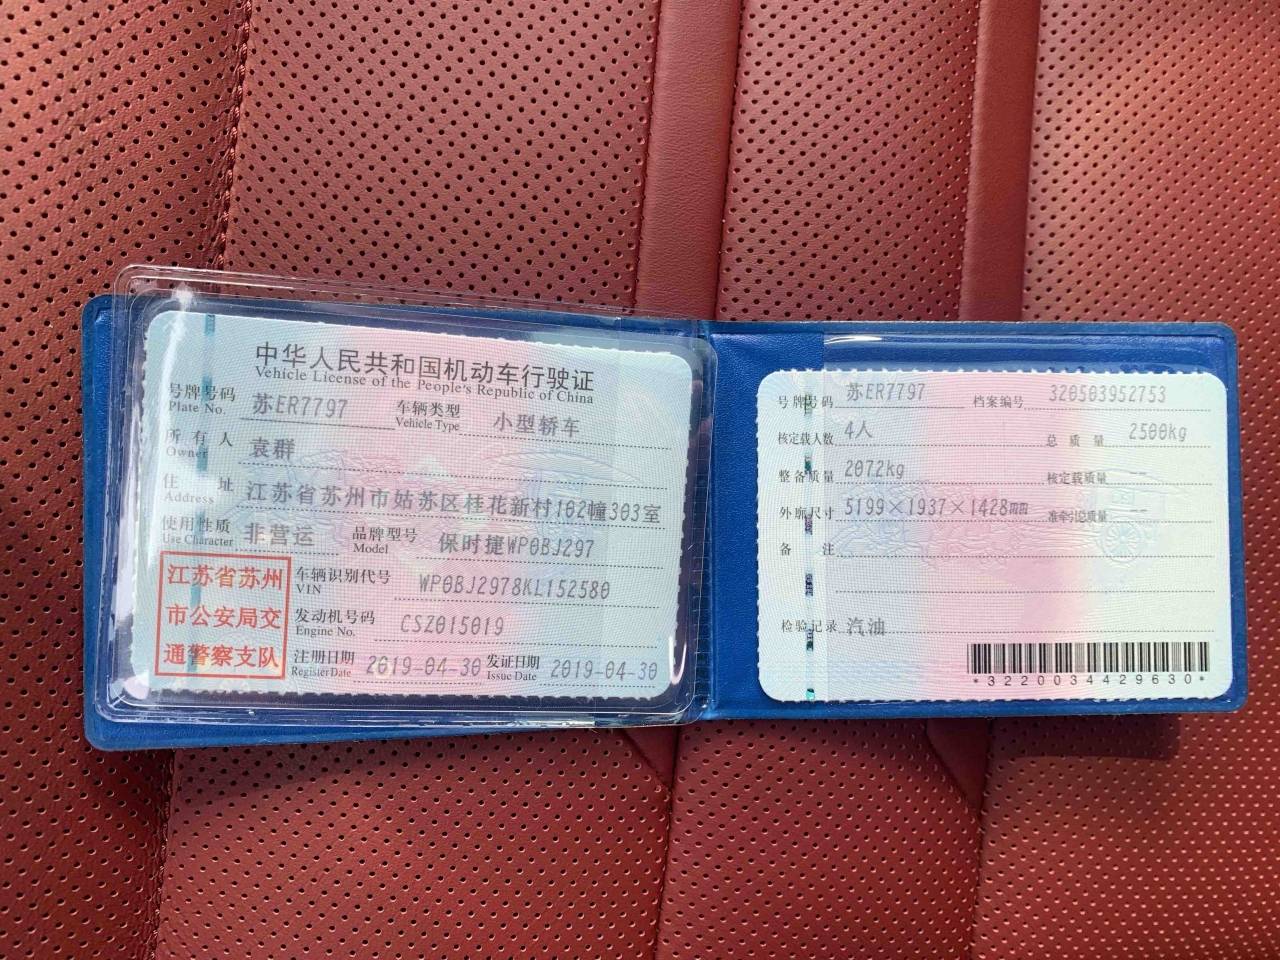 中华人民共和国机动车行驶证
Vehicle License of the People's Republic of China
号牌号码 Plate No. 苏ER7797 车辆类型 Vehicle Type 小型轿车
所有人 Owner 袁群
住址 Address 江苏省苏州市姑苏区桂花新村102幢303室
使用性质 Use Character 非营运 品牌型号 Model 保时捷WP0BJ297
江苏省苏州
市公安局交
通警察支队
车辆识别代号 VIN WP0BJ2978KL152580
发动机号码 Engine No. CSZ015019
注册日期 Register Date 2019-04-30 发证日期 Issue Date 2019-04-30
号牌号码 苏ER7797 档案编号 320503952753
核定载人数 4人 总质量 2500kg
整备质量 2072kg 核定载质量 --
外廓尺寸 5199×1937×1428mm 准牵引总质量 --
备注
检验记录 汽油
*3220034429630*